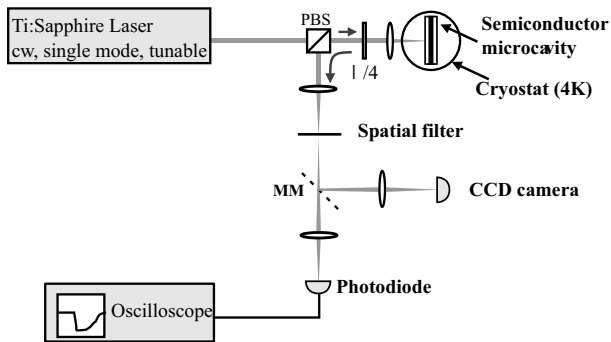 Ti:Sapphire Laser
cw, single mode, tunable
PBS
l /4
Semiconductor
microcavity
Cryostat (4K)
Spatial filter
MM
CCD camera
Photodiode
Oscilloscope